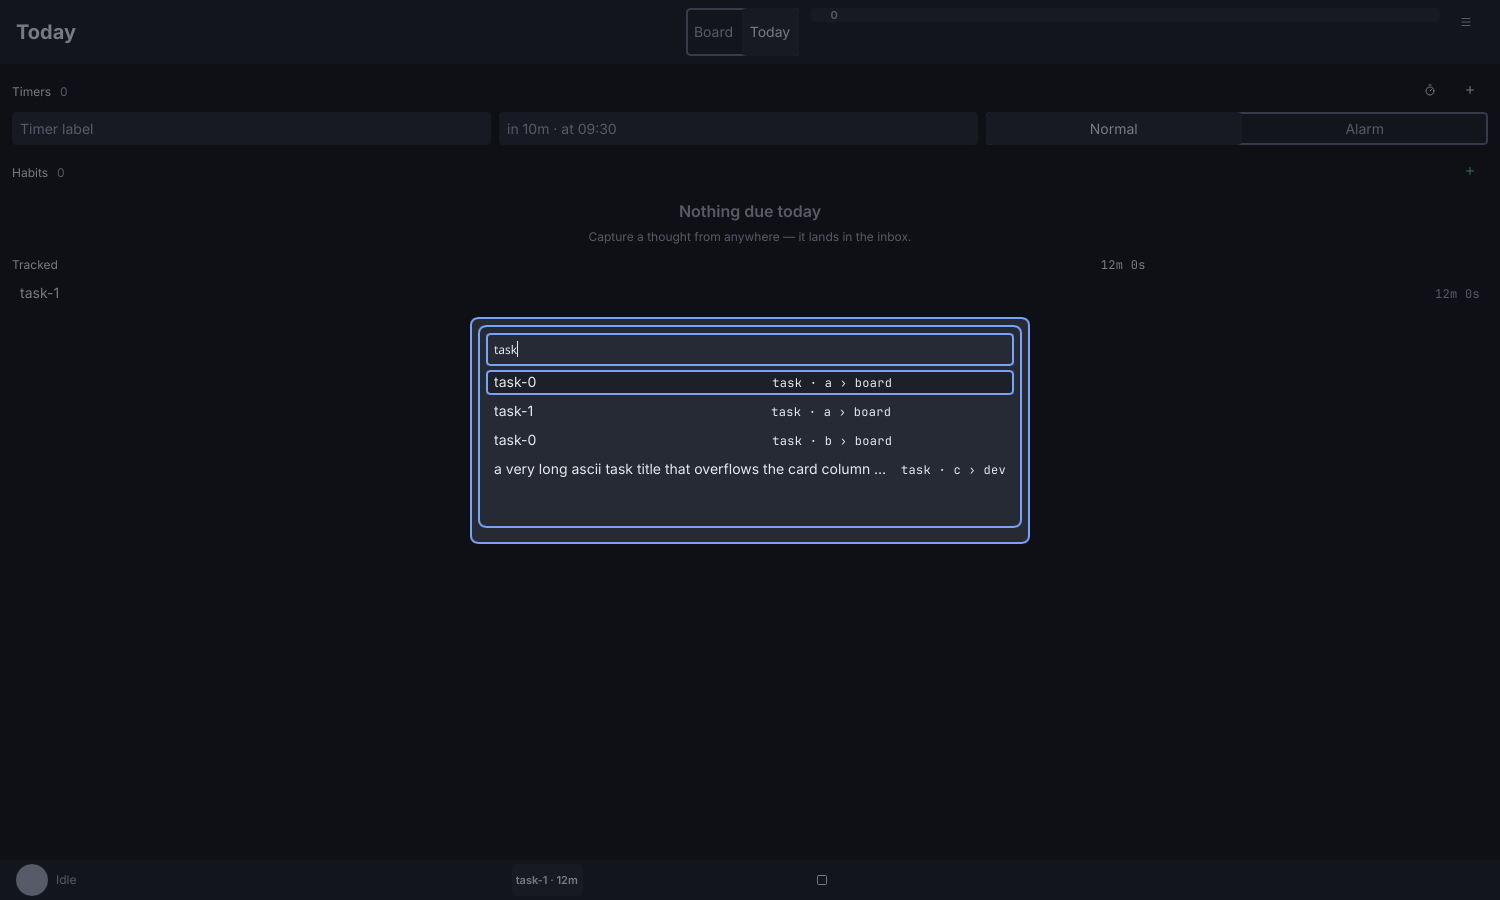 Today
Board Today
0
Timers 0
Timer label
in 10m · at 09:30
Normal
Alarm
Habits 0
Nothing due today
Capture a thought from anywhere — it lands in the inbox.
Tracked 12m 0s
task-1 12m 0s
task
task-0 task · a › board
task-1 task · a › board
task-0 task · b › board
a very long ascii task title that overflows the card column ... task · c › dev
Idle
task-1 · 12m